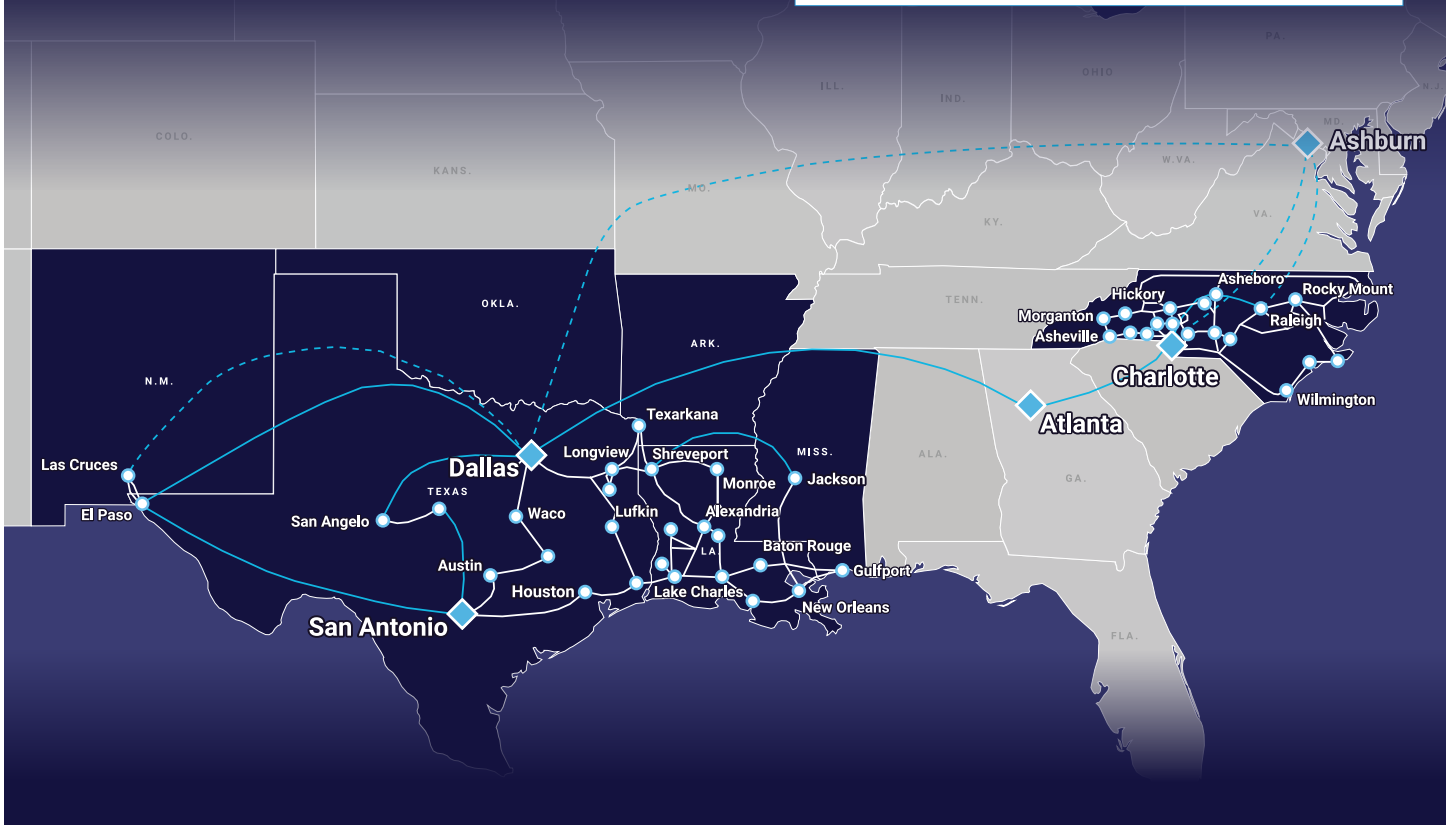 PA.
OHIO
ILL.
N.J.
IND.
MD.
COLO.
Ashburn
W.VA.
KANS.
MO.
VA.
KY.
Asheboro
Hickory
Rocky Mount
TENN.
OKLA.
Morganton
Raleigh
Asheville
ARK.
Charlotte
N.M.
Wilmington
Texarkana
Atlanta
Longview
Shreveport
MISS.
ALA.
Las Cruces
Dallas
Jackson
GA.
Monroe
TEXAS
El Paso
San Angelo
Waco
Lufkin
Alexandria
Baton Rouge
LA.
Austin
Gulfport
Houston
Lake Charles
New Orleans
San Antonio
FLA.